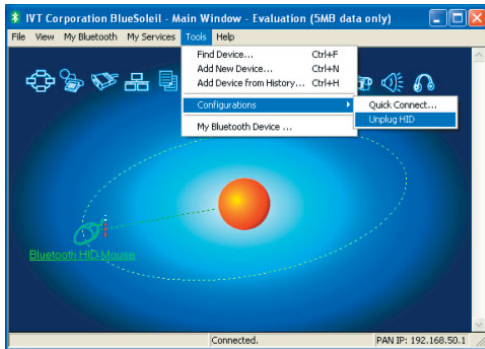 IVT Corporation BlueSoleil - Main Window - Evaluation (5MB data only)
File View My Bluetooth My Services Tools Help
Find Device... Ctrl+F
Add New Device... Ctrl+N
Add Device from History... Ctrl+H
Configurations
Quick Connect...
Unplug HID
My Bluetooth Device ...
Bluetooth HID Mouse
Connected. PAN IP: 192.168.50.1